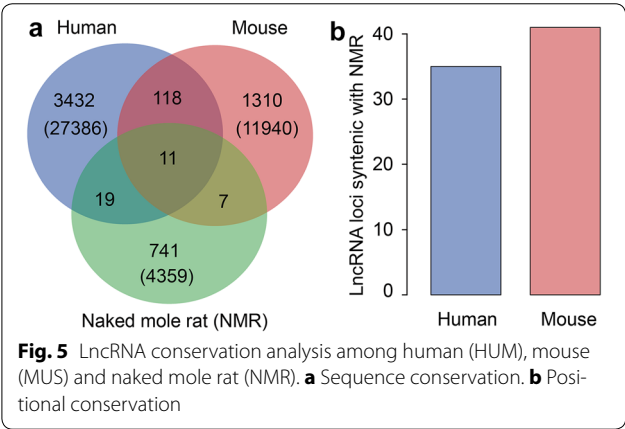 a
Human
Mouse
3432
(27386)
118
1310
(11940)
11
19
7
741
(4359)
Naked mole rat (NMR)
b
LncRNA loci syntenic with NMR
40
30
20
10
0
Human
Mouse
Fig. 5 LncRNA conservation analysis among human (HUM), mouse
(MUS) and naked mole rat (NMR). a Sequence conservation. b Posi-
tional conservation